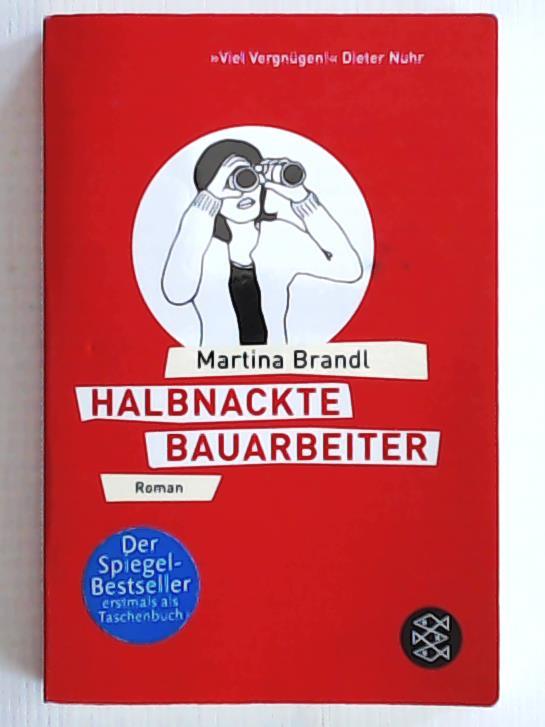 »Viel Vergnügen!« Dieter Nuhr
Martina Brandl
HALBNACKTE
BAUARBEITER
Roman
Der
Spiegel-
Bestseller
erstmals als
Taschenbuch